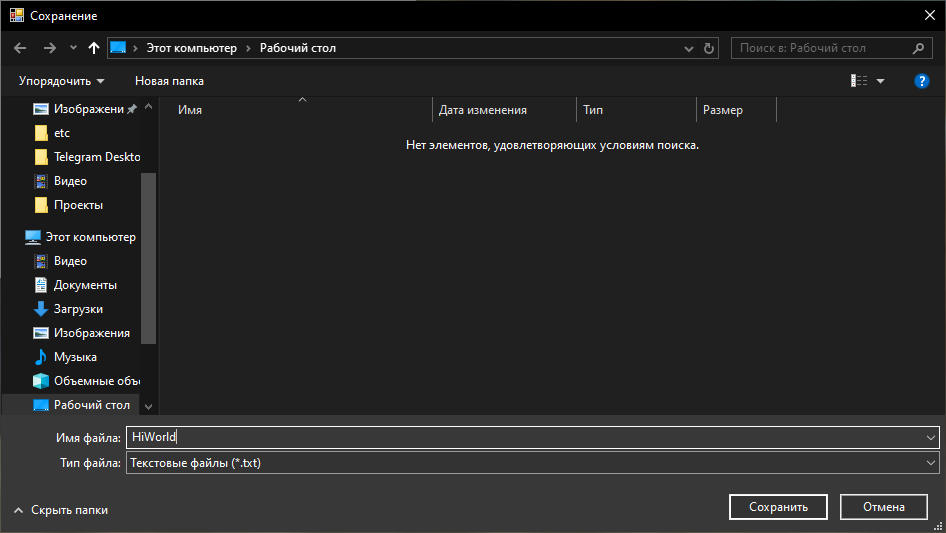 Сохранение
Этот компьютер › Рабочий стол
Поиск в: Рабочий стол
Упорядочить
Новая папка
Имя
Дата изменения
Тип
Размер
Нет элементов, удовлетворяющих условиям поиска.
Изображени
etc
Telegram Deskto
Видео
Проекты
Этот компьютер
Видео
Документы
Загрузки
Изображения
Музыка
Объемные объ
Рабочий стол
Имя файла: HiWorld
Тип файла: Текстовые файлы (*.txt)
Скрыть папки
Сохранить
Отмена